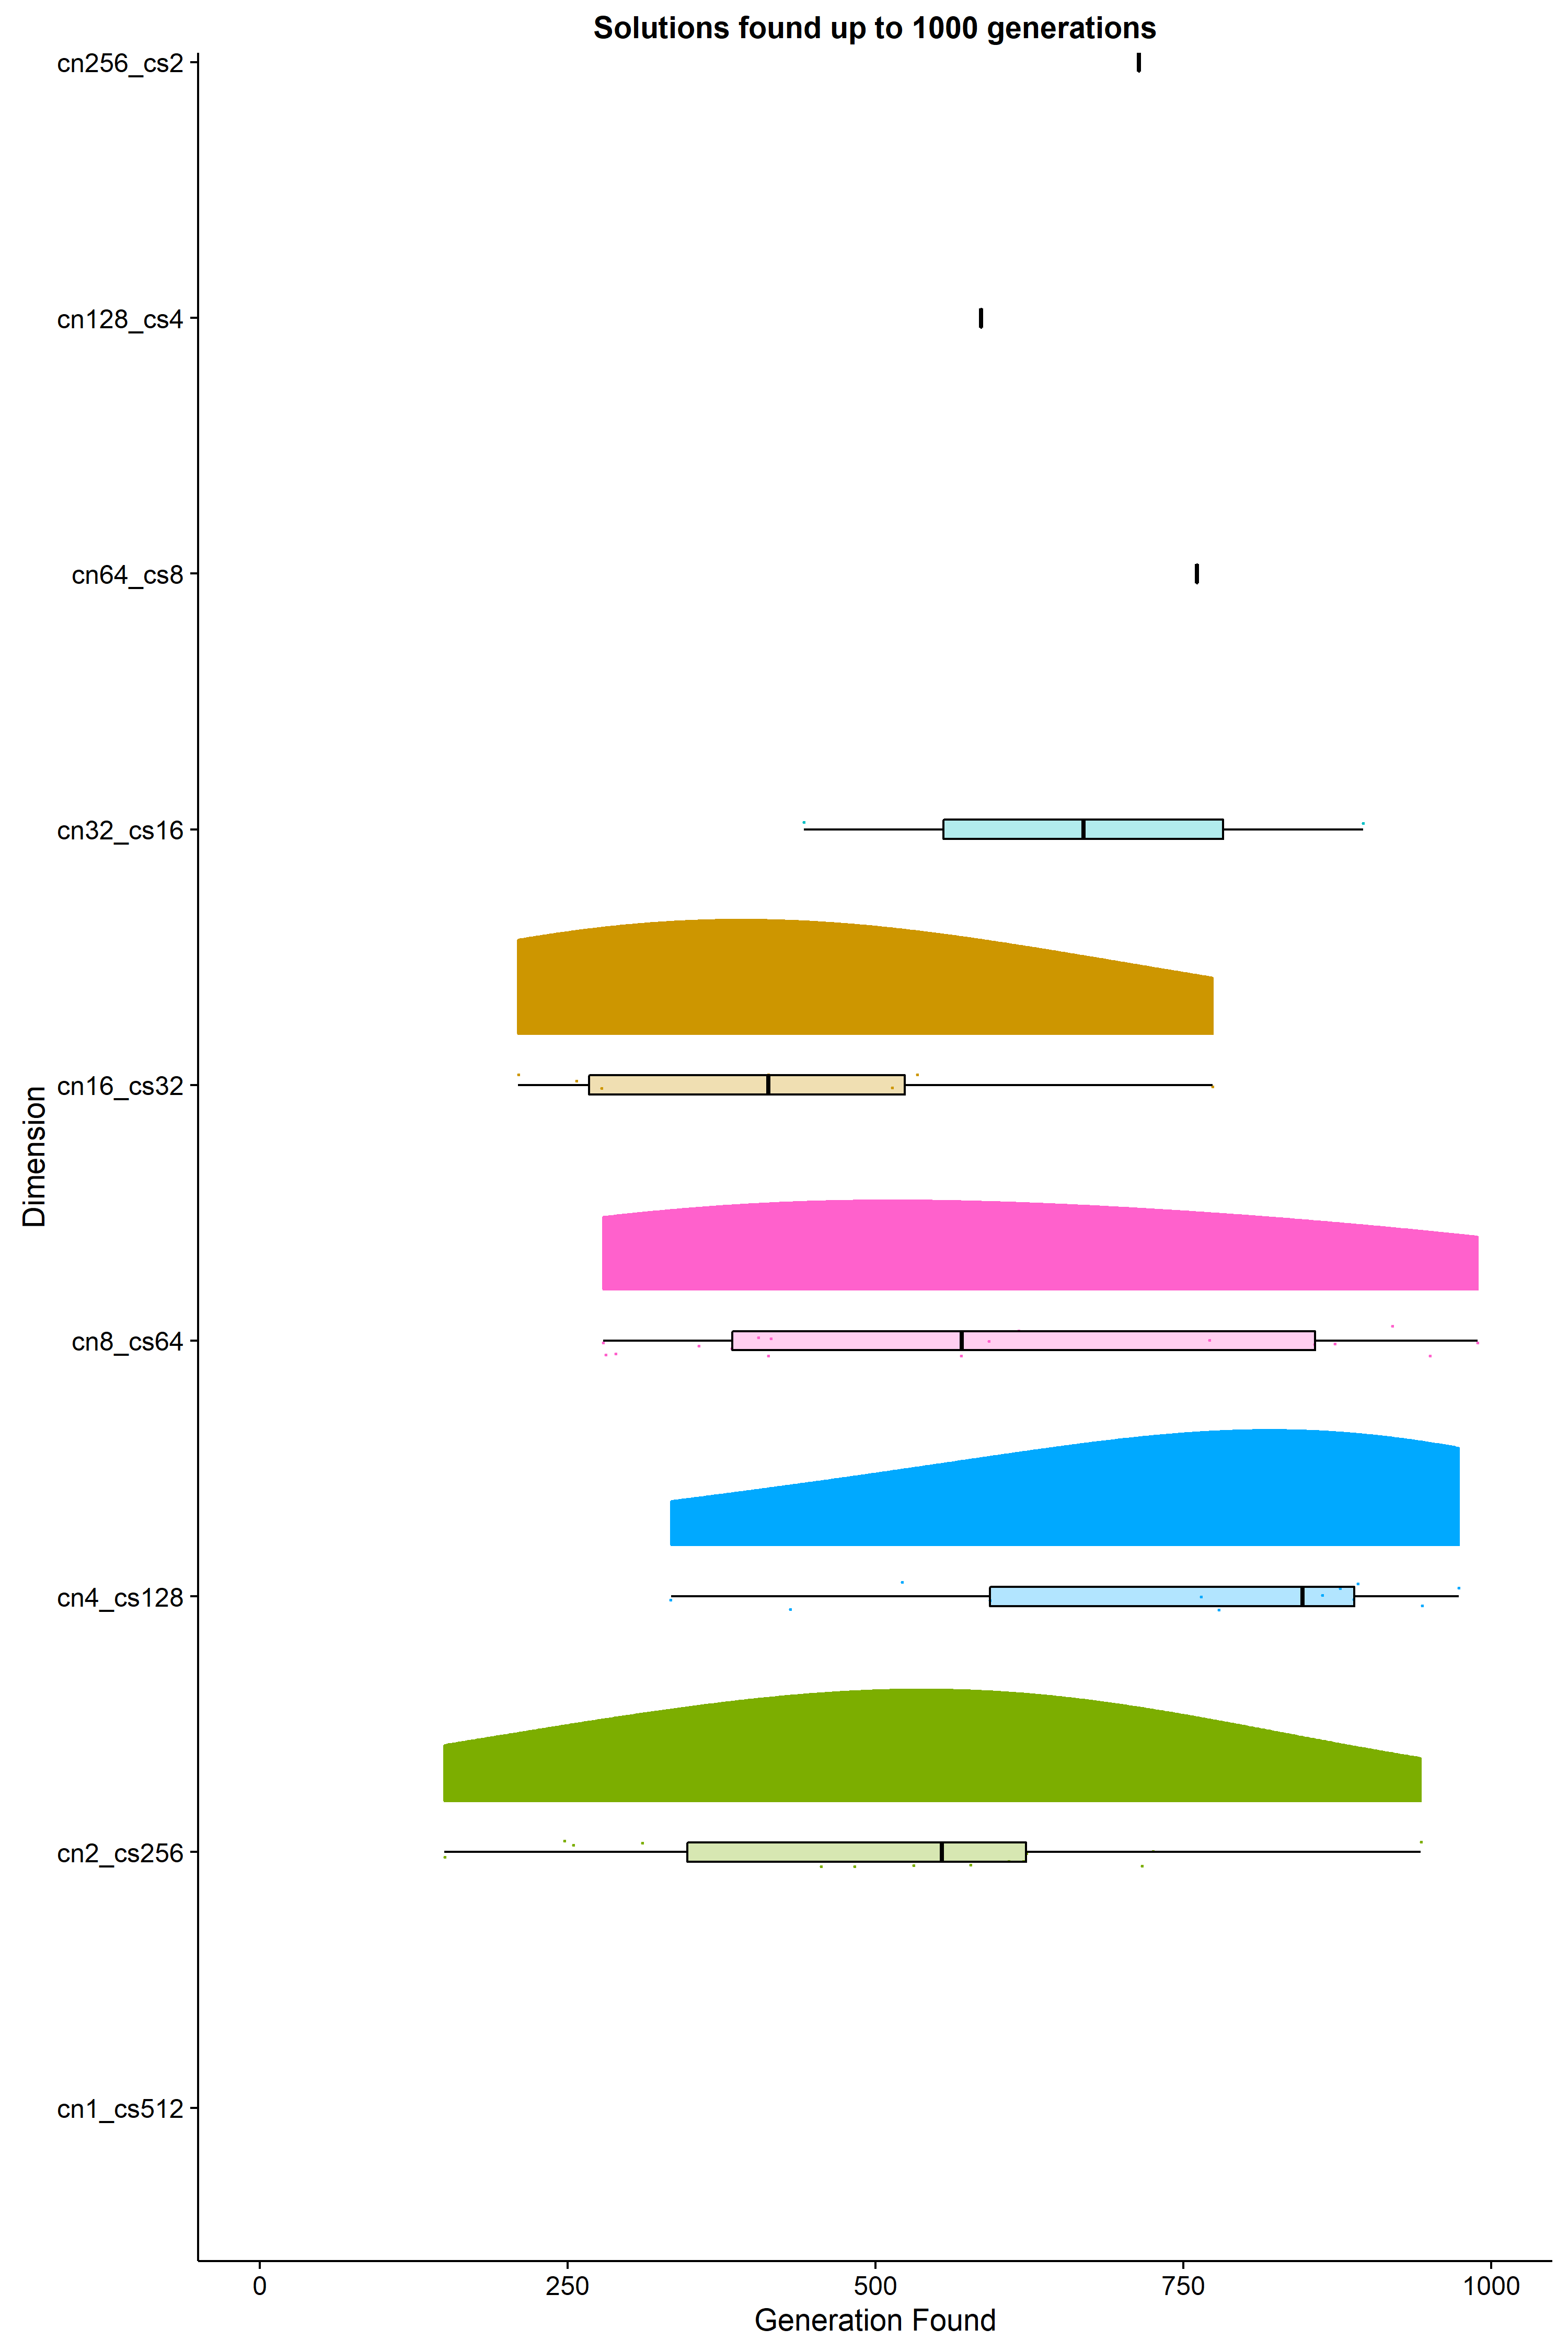 Solutions found up to 1000 generations
cn256_cs2
cn128_cs4
cn64_cs8
cn32_cs16
cn16_cs32
cn8_cs64
cn4_cs128
cn2_cs256
cn1_cs512
Dimension
0 250 500 750 1000
Generation Found